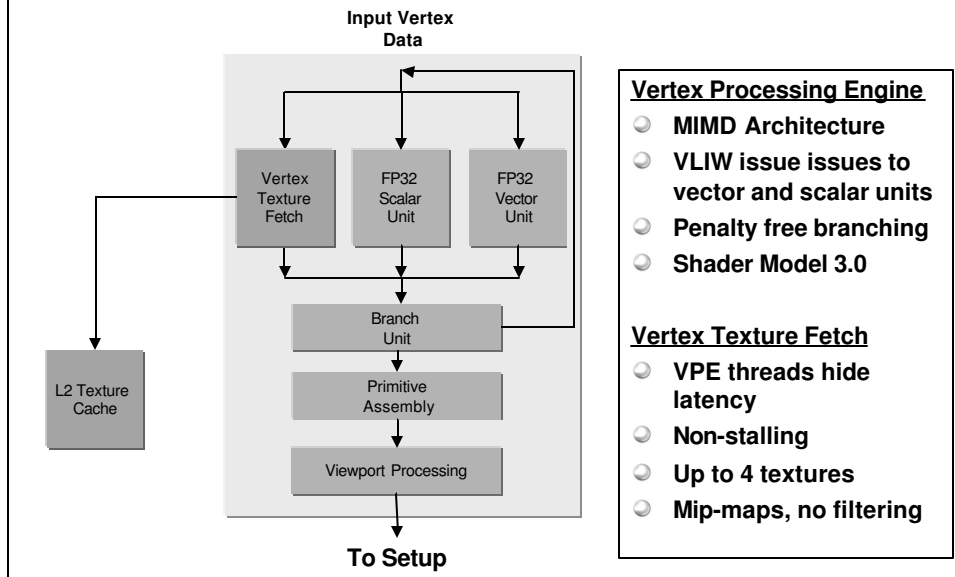 Input Vertex
Data
Vertex
Texture
Fetch
FP32
Scalar
Unit
FP32
Vector
Unit
Branch
Unit
L2 Texture
Cache
Primitive
Assembly
Viewport Processing
To Setup
Vertex Processing Engine
MIMD Architecture
VLIW issue issues to
vector and scalar units
Penalty free branching
Shader Model 3.0
Vertex Texture Fetch
VPE threads hide
latency
Non-stalling
Up to 4 textures
Mip-maps, no filtering